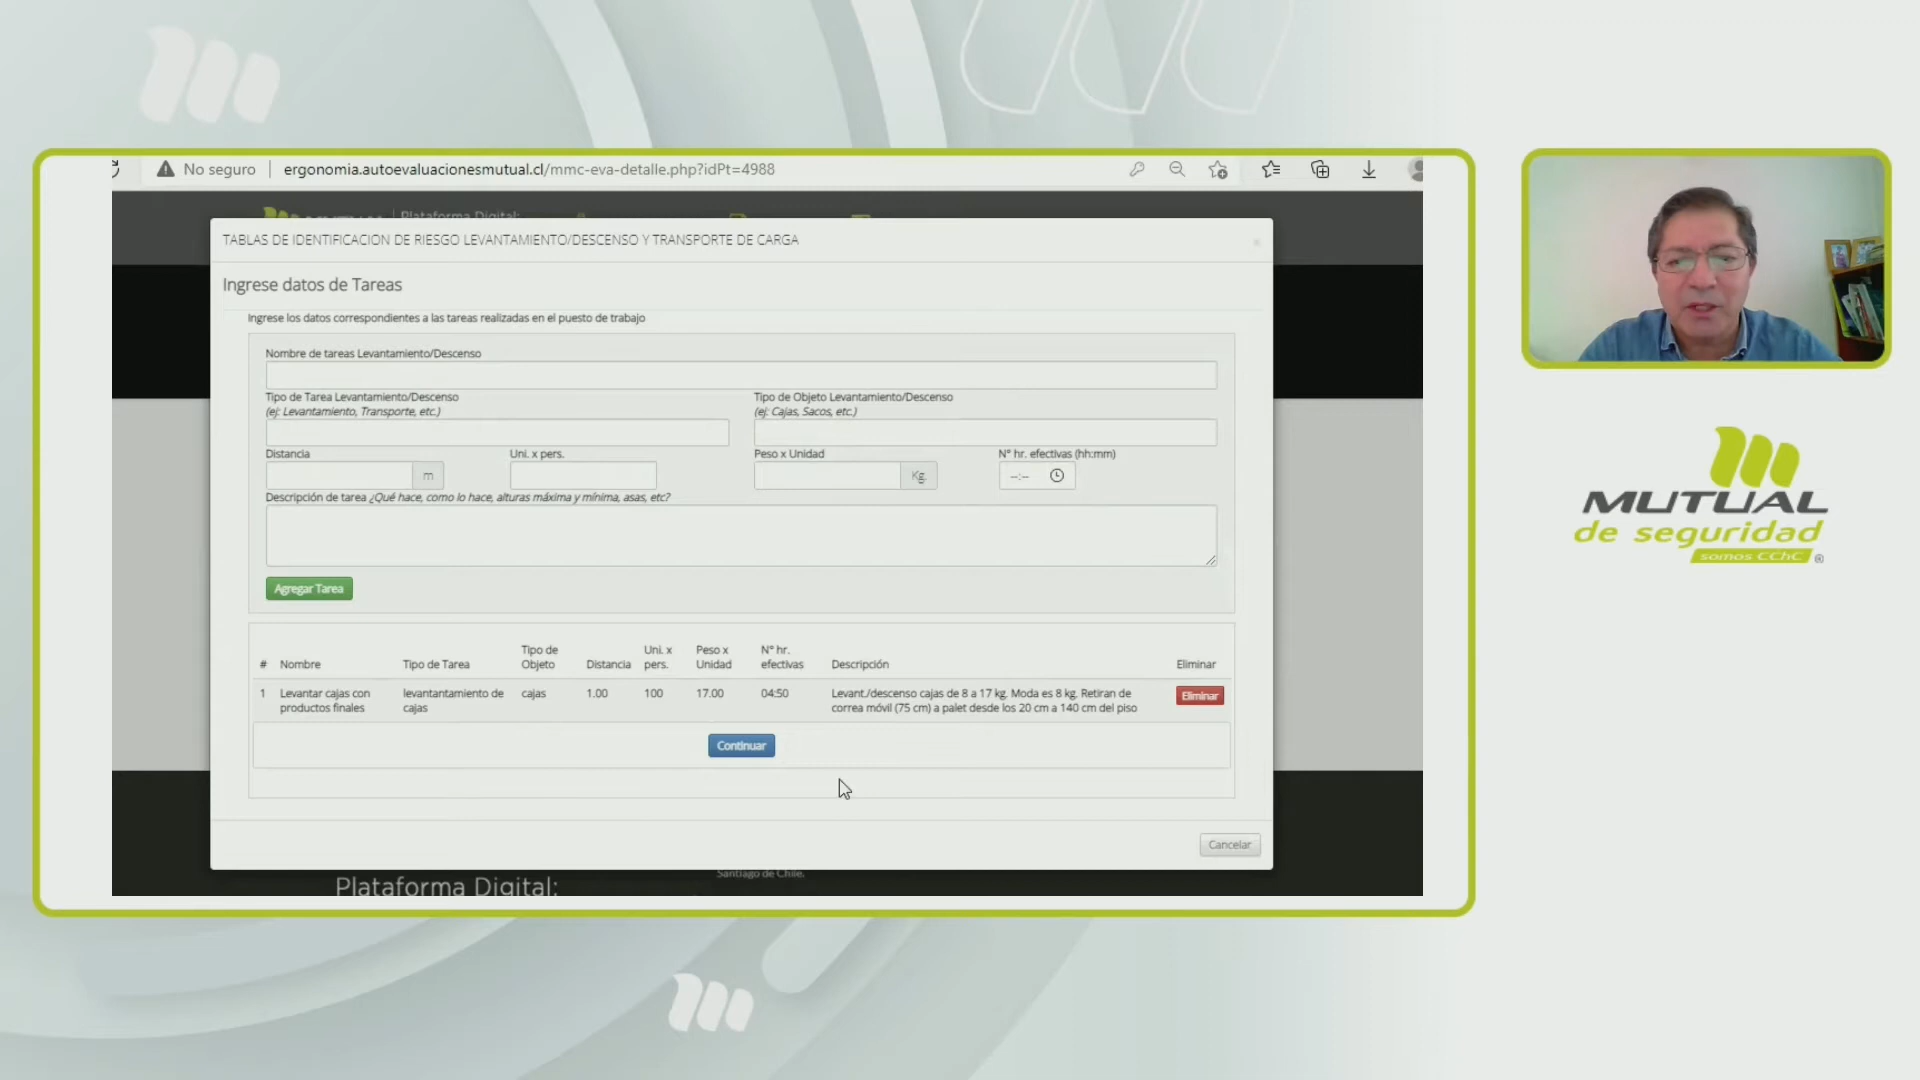 No seguro
ergonomia.autoevaluacionesmutual.cl/mmc-eva-detalle.php?idPt=4988
Plataforma Digital:
TABLAS DE IDENTIFICACION DE RIESGO LEVANTAMIENTO/DESCENSO Y TRANSPORTE DE CARGA
×
Ingrese datos de Tareas
Ingrese los datos correspondientes a las tareas realizadas en el puesto de trabajo
Nombre de tareas Levantamiento/Descenso
Tipo de Tarea Levantamiento/Descenso
(ej: Levantamiento, Transporte, etc.)
Tipo de Objeto Levantamiento/Descenso
(ej: Cajas, Sacos, etc.)
Distancia
m
Uni. x pers.
Peso x Unidad
Kg.
N° hr. efectivas (hh:mm)
--:--
Descripción de tarea ¿Qué hace, como lo hace, alturas máxima y mínima, asas, etc?
Agregar Tarea
# Nombre Tipo de Tarea Tipo de Objeto Distancia Uni. x pers. Peso x Unidad N° hr. efectivas Descripción Eliminar
1 Levantar cajas con productos finales levantantamiento de cajas cajas 1.00 100 17.00 04:50 Levant./descenso cajas de 8 a 17 kg. Moda es 8 kg. Retiran de correa móvil (75 cm) a palet desde los 20 cm a 140 cm del piso Eliminar
Continuar
Cancelar
Santiago de Chile.
Plataforma Digital:
MUTUAL
de seguridad
somos CChC ®